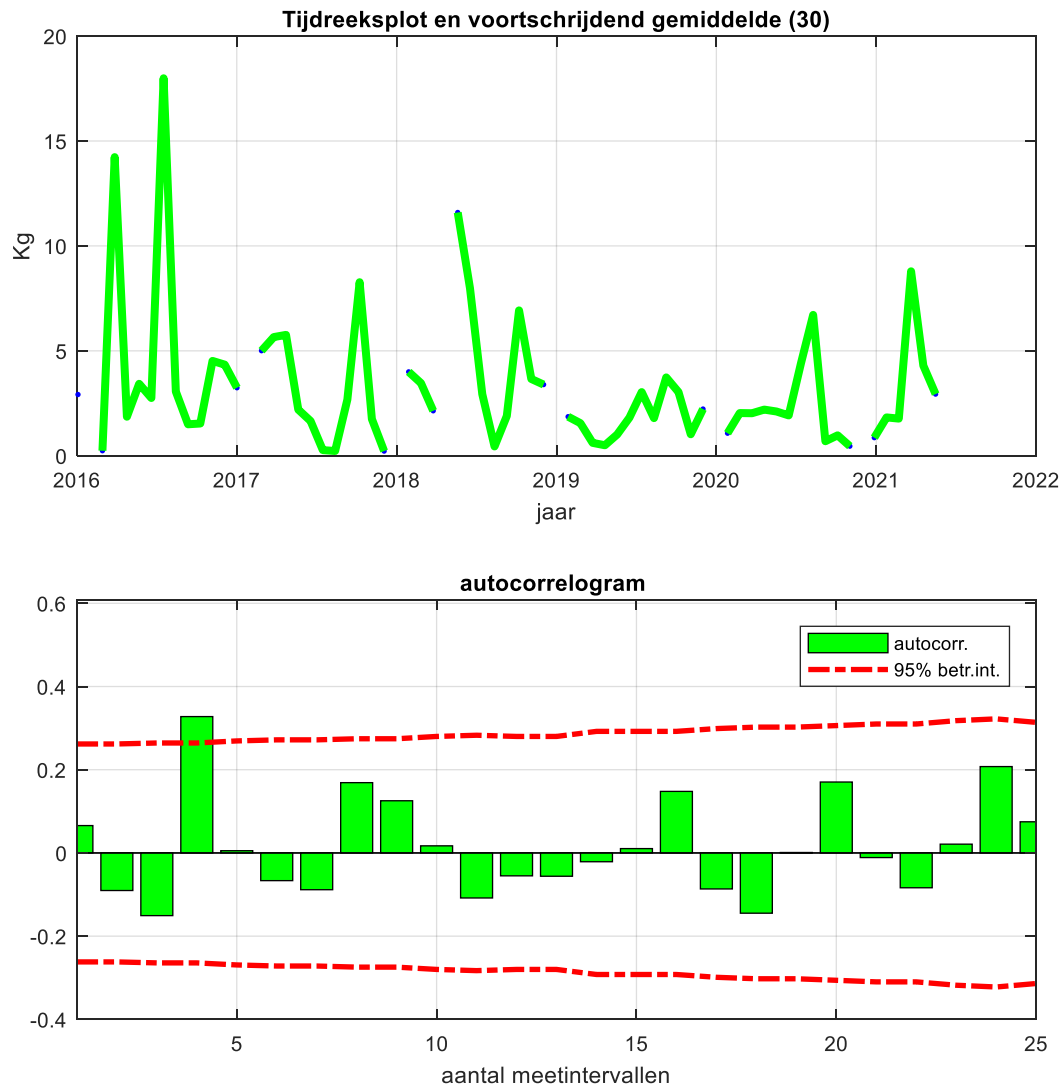 Tijdreeksplot en voortschrijdend gemiddelde (30)
20
15
10
5
0
Kg
2016 2017 2018 2019 2020 2021 2022
jaar
autocorrelogram
0.6
0.4
0.2
0
-0.2
-0.4
autocorr.
95% betr.int.
5 10 15 20 25
aantal meetintervallen